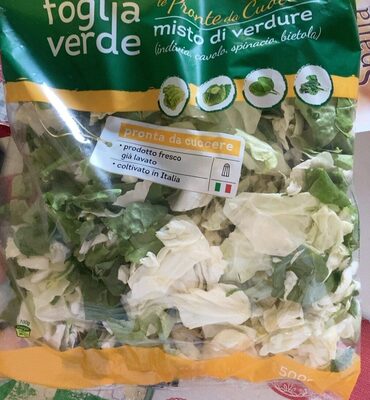 foglia
verde
le Pronte da Cuocere
misto di verdure
(indivia, cavolo, spinacio, bietola)
pronta da cuocere
• prodotto fresco
già lavato
• coltivato in Italia
500